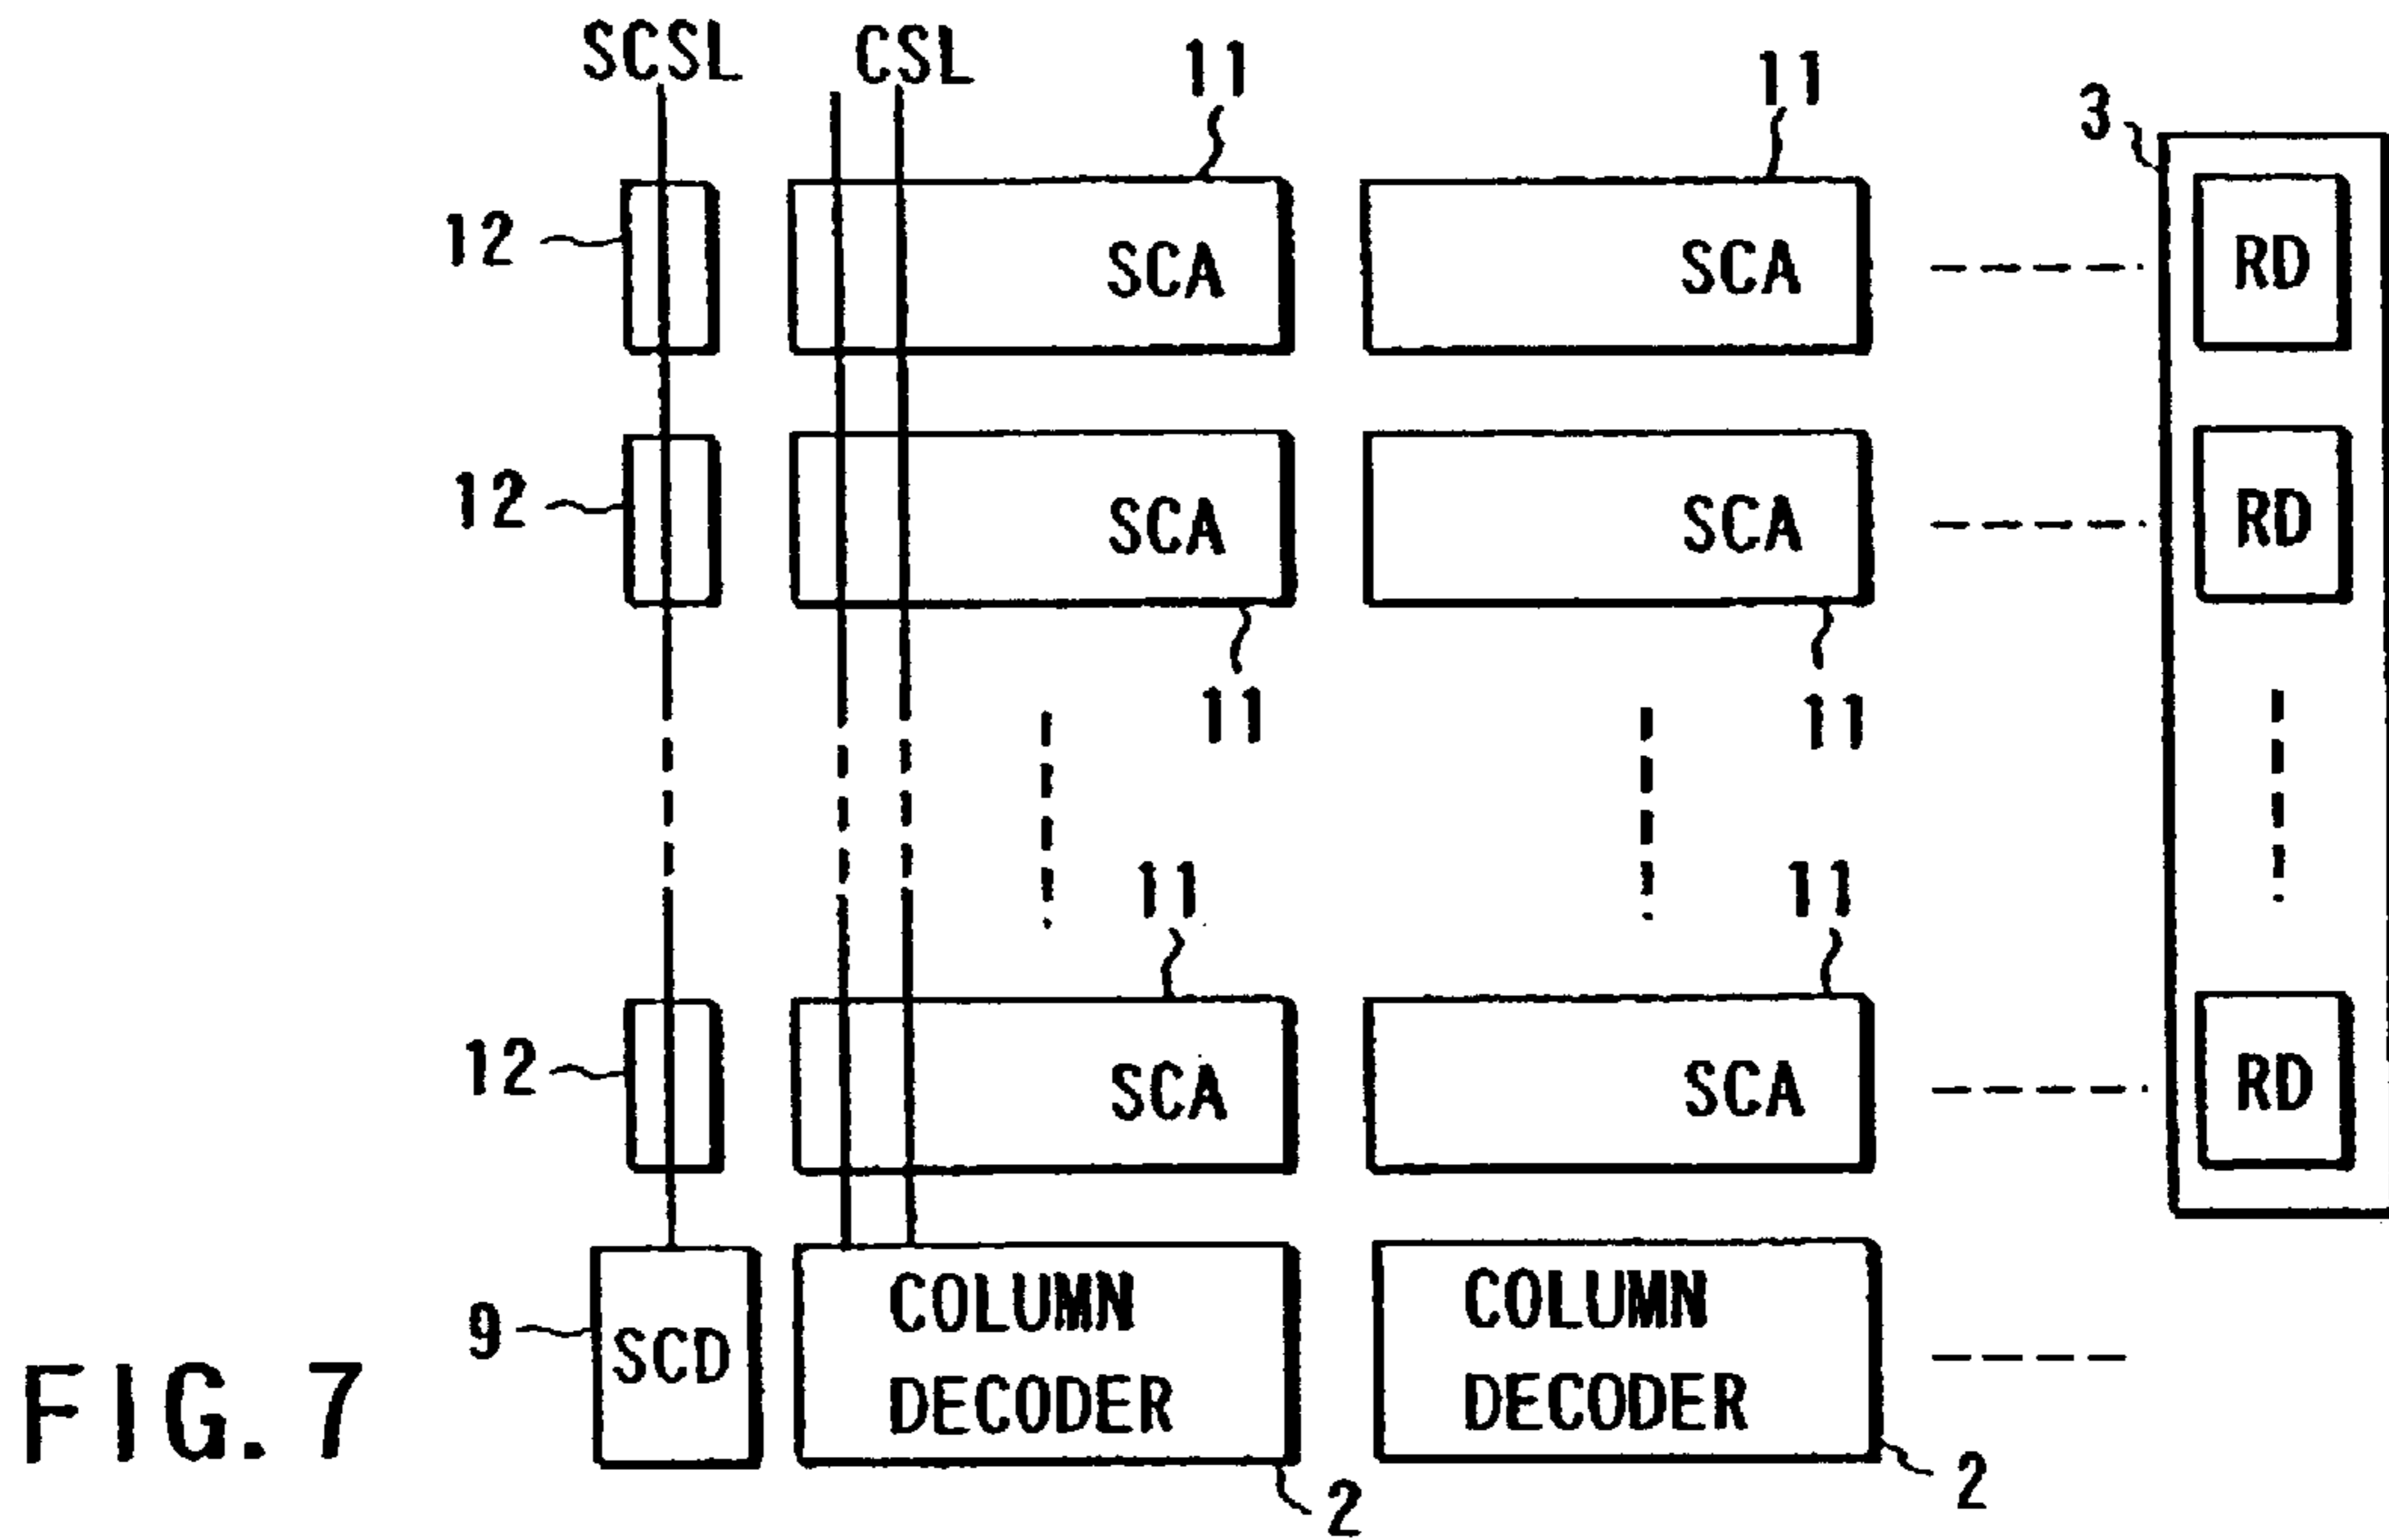 SCSL CSL 11 11
3
12 SCA SCA RD
12 SCA SCA RD
11 11
11 11
12 SCA SCA RD
9 SCD COLUMN DECODER COLUMN DECODER
2 2
FIG. 7